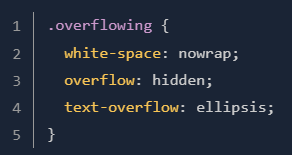 1 .overflowing {
2   white-space: nowrap;
3   overflow: hidden;
4   text-overflow: ellipsis;
5 }